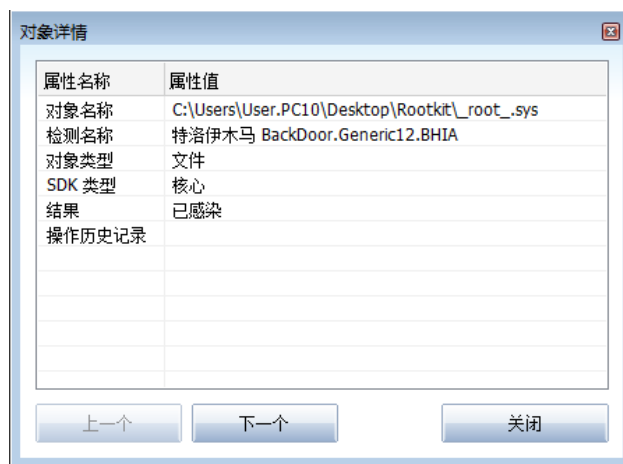 对象详情
属性名称 属性值
对象名称 C:\Users\User.PC10\Desktop\Rootkit\_root_.sys
检测名称 特洛伊木马 BackDoor.Generic12.BHIA
对象类型 文件
SDK 类型 核心
结果 已感染
操作历史记录
上一个 下一个 关闭